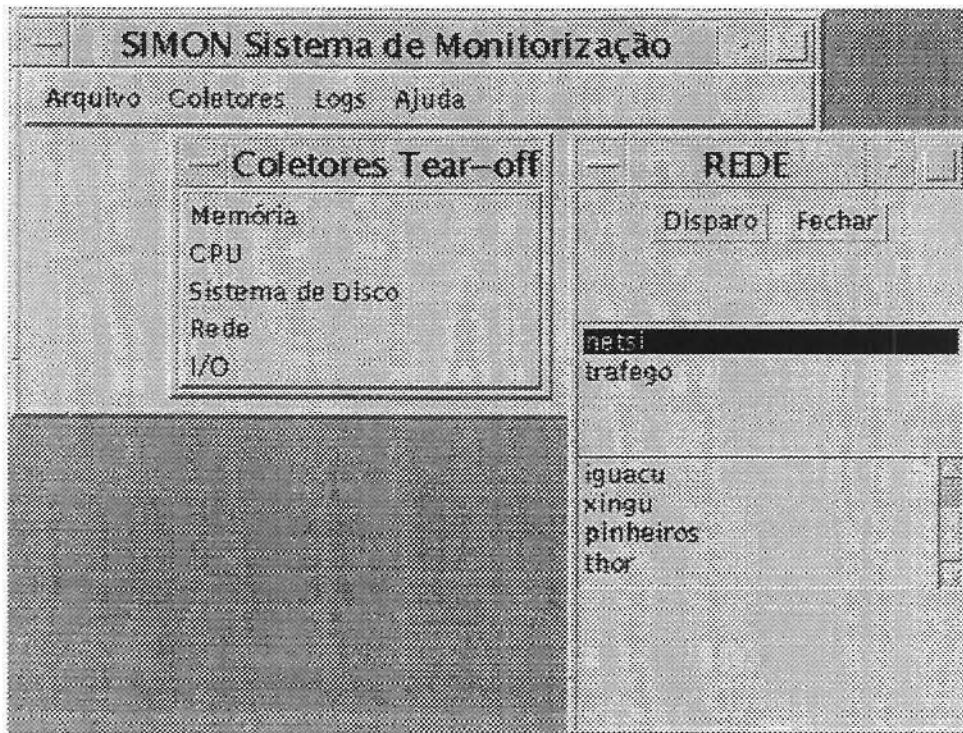 SIMON Sistema de Monitorização
Arquivo Coletores Logs Ajuda
Coletores Tear-off
Memória
CPU
Sistema de Disco
Rede
I/O
REDE
Disparo Fechar
netsi
trafego
iguacu
xingu
pinheiros
thor